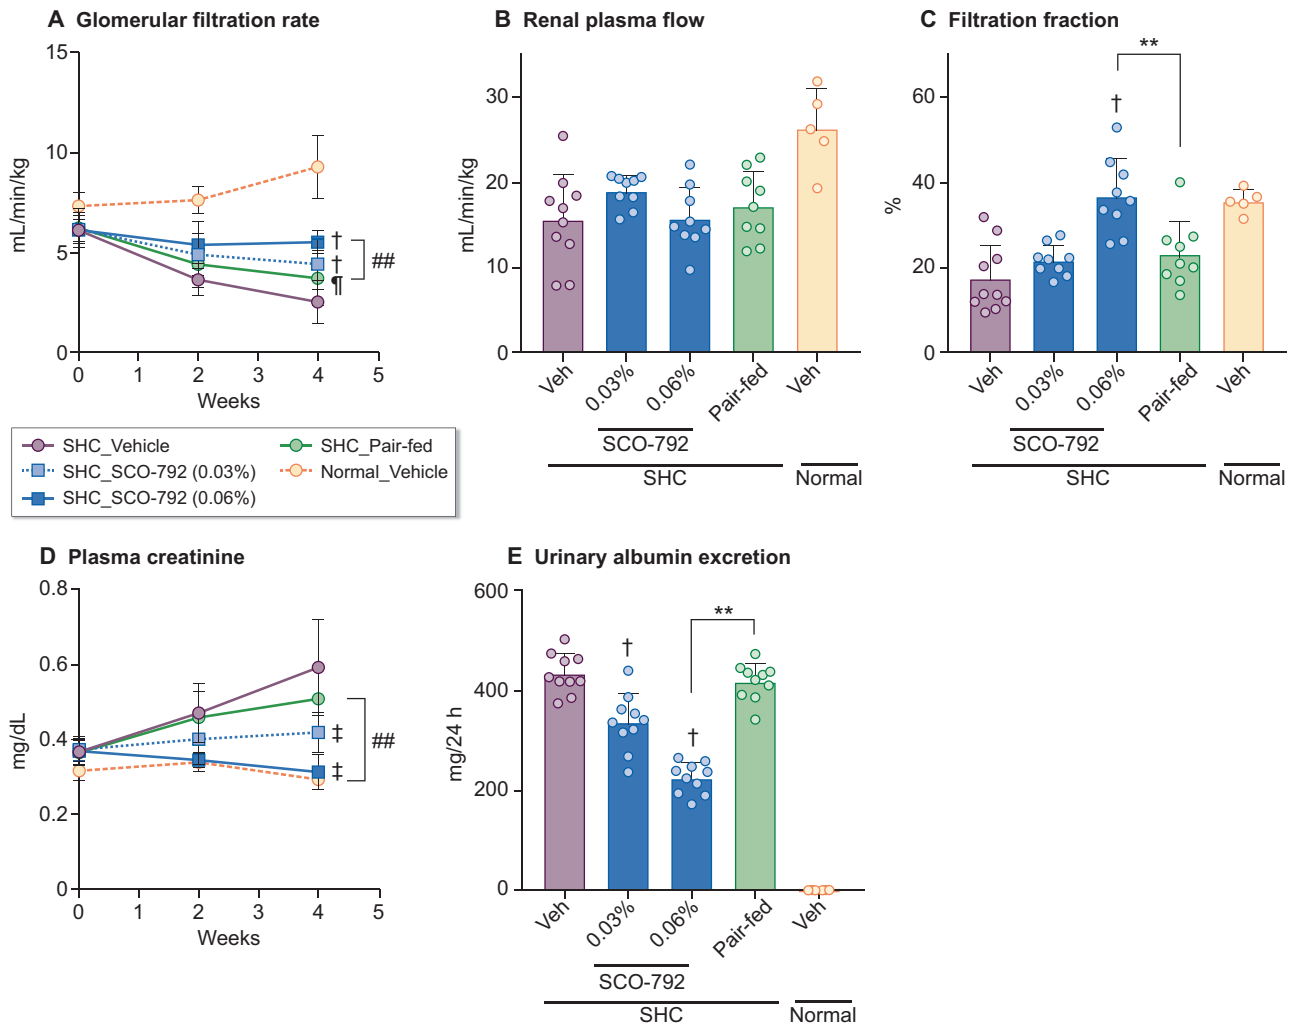 A Glomerular filtration rate
15
10
5
0
mL/min/kg
0 1 2 3 4 5
Weeks
†
†
¶
##
B Renal plasma flow
30
20
10
0
mL/min/kg
Veh 0.03% 0.06% Pair-fed Veh
SCO-792
SHC Normal
C Filtration fraction
**
†
60
40
20
0
%
Veh 0.03% 0.06% Pair-fed Veh
SCO-792
SHC Normal
SHC_Vehicle
SHC_SCO-792 (0.03%)
SHC_SCO-792 (0.06%)
SHC_Pair-fed
Normal_Vehicle
D Plasma creatinine
0.8
0.6
0.4
0.2
0
mg/dL
0 1 2 3 4 5
Weeks
‡
‡
##
E Urinary albumin excretion
600
400
200
0
mg/24 h
†
†
**
Veh 0.03% 0.06% Pair-fed Veh
SCO-792
SHC Normal